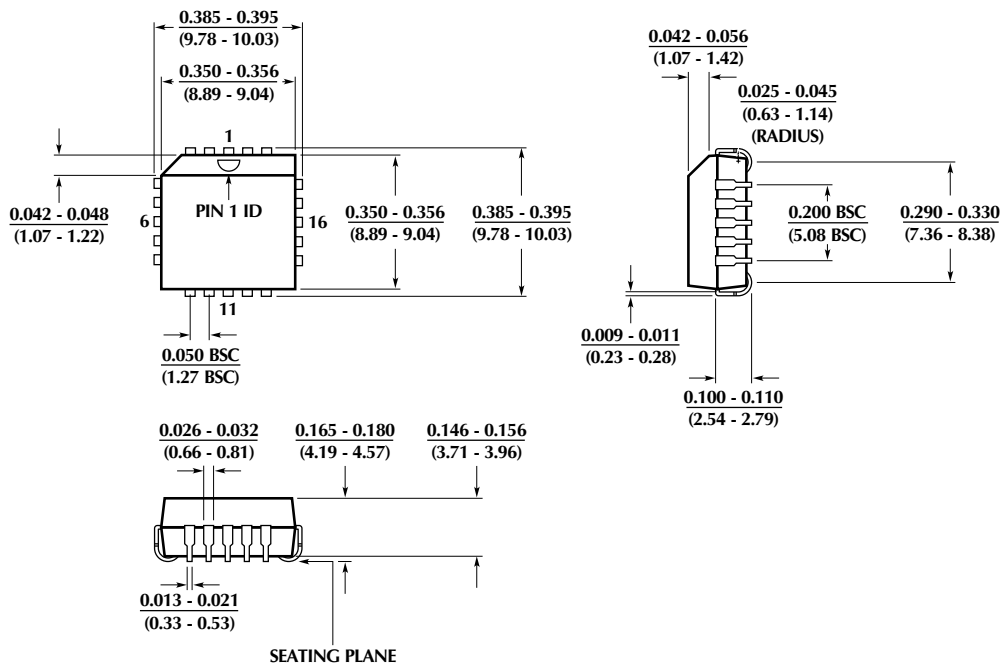 0.385 - 0.395
(9.78 - 10.03)
0.350 - 0.356
(8.89 - 9.04)
1
PIN 1 ID
6
16
11
0.042 - 0.048
(1.07 - 1.22)
0.350 - 0.356
(8.89 - 9.04)
0.385 - 0.395
(9.78 - 10.03)
0.050 BSC
(1.27 BSC)
0.042 - 0.056
(1.07 - 1.42)
0.025 - 0.045
(0.63 - 1.14)
(RADIUS)
0.200 BSC
(5.08 BSC)
0.290 - 0.330
(7.36 - 8.38)
0.009 - 0.011
(0.23 - 0.28)
0.100 - 0.110
(2.54 - 2.79)
0.026 - 0.032
(0.66 - 0.81)
0.165 - 0.180
(4.19 - 4.57)
0.146 - 0.156
(3.71 - 3.96)
0.013 - 0.021
(0.33 - 0.53)
SEATING PLANE